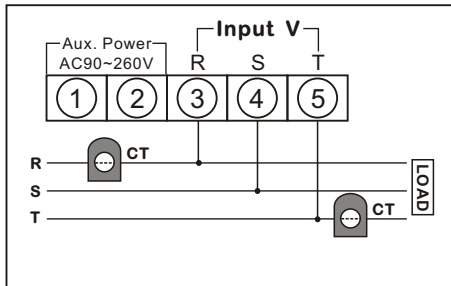 Input V
Aux. Power
AC90~260V
R S T
1 2 3 4 5
R CT
S
T CT
LOAD